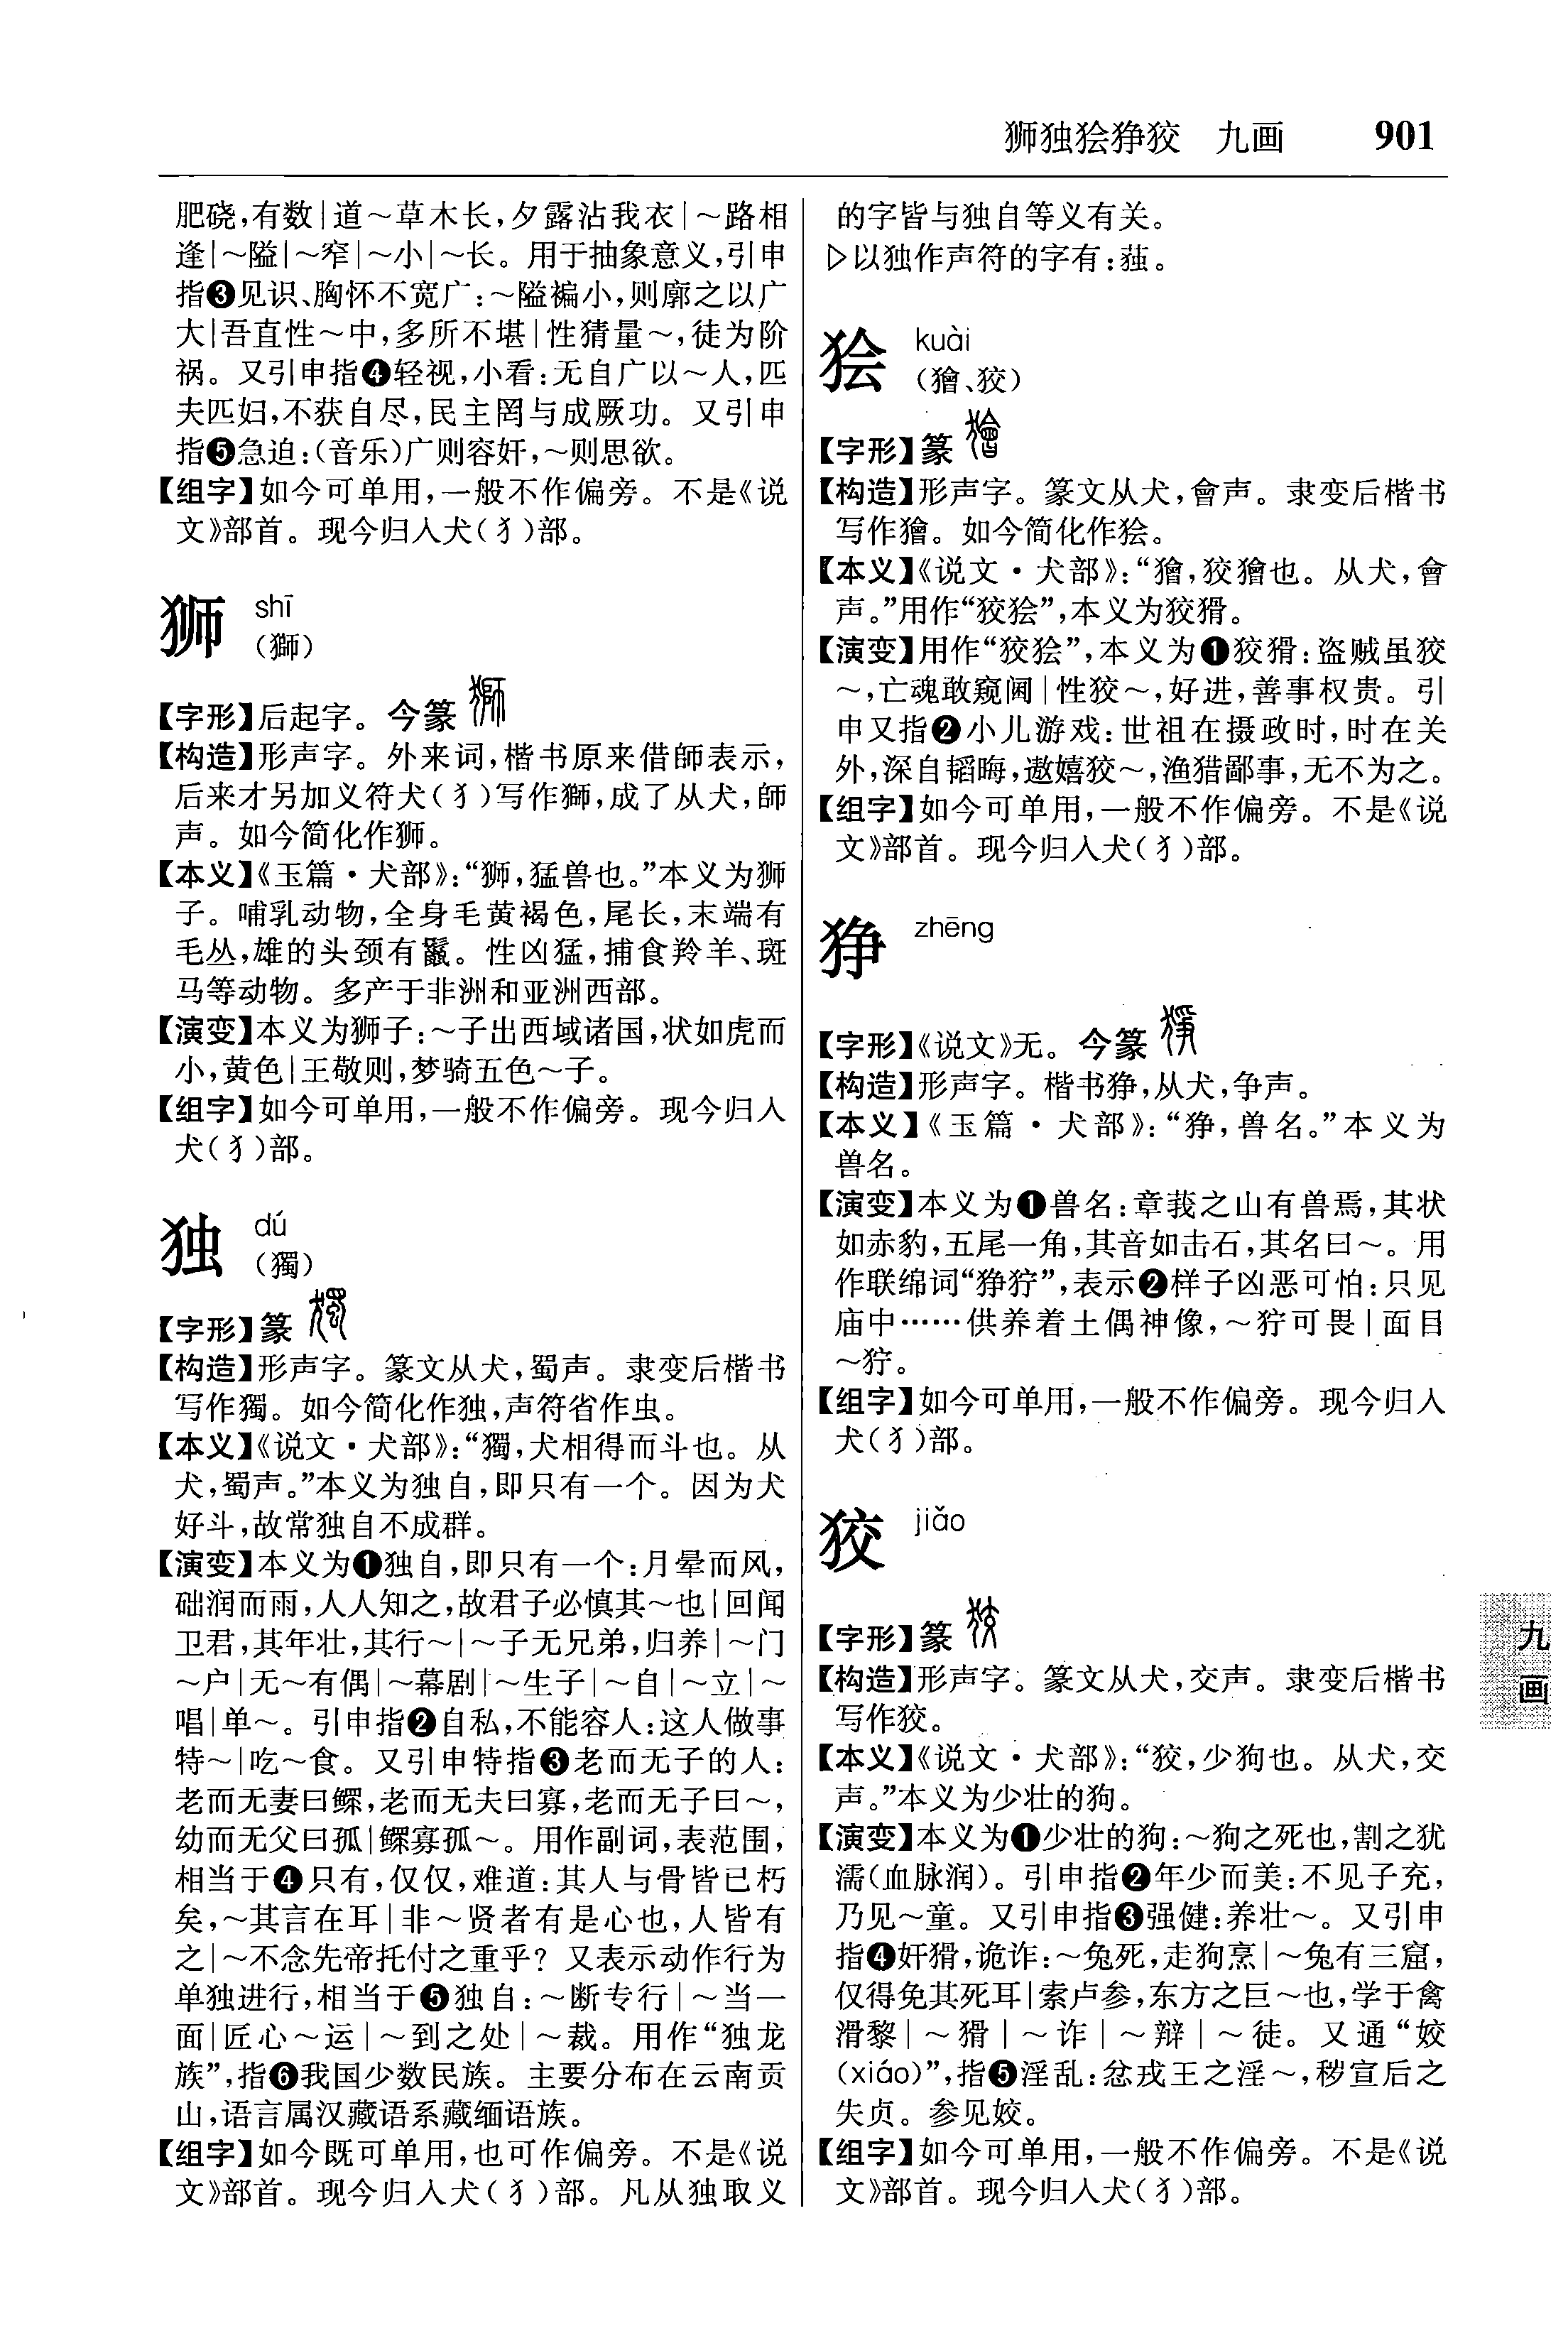 狮独狯狰狡　九画　901
肥硗,有数|道～草木长,夕露沾我衣|～路相
逢|～隘|～窄|～小|～长。用于抽象意义,引申
指❸见识、胸怀不宽广:～隘褊小,则廓之以广
大|吾直性～中,多所不堪|性猜量～,徒为阶
祸。又引申指❹轻视,小看:无自广以～人,匹
夫匹妇,不获自尽,民主罔与成厥功。又引申
指❺急迫:(音乐)广则容奸,～则思欲。
【组字】如今可单用,一般不作偏旁。不是《说
文》部首。现今归入犬(犭)部。
狮 shī
(獅)
【字形】后起字。今篆
【构造】形声字。外来词,楷书原来借師表示,
后来才另加义符犬(犭)写作獅,成了从犬,師
声。如今简化作狮。
【本义】《玉篇·犬部》:“狮,猛兽也。”本义为狮
子。哺乳动物,全身毛黄褐色,尾长,末端有
毛丛,雄的头颈有鬣。性凶猛,捕食羚羊、斑
马等动物。多产于非洲和亚洲西部。
【演变】本义为狮子:～子出西域诸国,状如虎而
小,黄色|王敬则,梦骑五色～子。
【组字】如今可单用,一般不作偏旁。现今归入
犬(犭)部。
独 dú
(獨)
【字形】篆
【构造】形声字。篆文从犬,蜀声。隶变后楷书
写作獨。如今简化作独,声符省作虫。
【本义】《说文·犬部》:“獨,犬相得而斗也。从
犬,蜀声。”本义为独自,即只有一个。因为犬
好斗,故常独自不成群。
【演变】本义为❶独自,即只有一个:月晕而风,
础润而雨,人人知之,故君子必慎其～也|回闻
卫君,其年壮,其行～|～子无兄弟,归养|～门
～户|无～有偶|～幕剧|～生子|～自|～立|～
唱|单～。引申指❷自私,不能容人:这人做事
特～|吃～食。又引申特指❸老而无子的人:
老而无妻曰鳏,老而无夫曰寡,老而无子曰～,
幼而无父曰孤|鳏寡孤～。用作副词,表范围,
相当于❹只有,仅仅,难道:其人与骨皆已朽
矣,～其言在耳|非～贤者有是心也,人皆有
之|～不念先帝托付之重乎？又表示动作行为
单独进行,相当于❺独自:～断专行|～当一
面|匠心～运|～到之处|～裁。用作“独龙
族”,指❻我国少数民族。主要分布在云南贡
山,语言属汉藏语系藏缅语族。
【组字】如今既可单用,也可作偏旁。不是《说
文》部首。现今归入犬(犭)部。凡从独取义
的字皆与独自等义有关。
▷以独作声符的字有:𦺇。
狯 kuài
(獪、狡)
【字形】篆
【构造】形声字。篆文从犬,會声。隶变后楷书
写作獪。如今简化作狯。
【本义】《说文·犬部》:“獪,狡獪也。从犬,會
声。”用作“狡狯”,本义为狡猾。
【演变】用作“狡狯”,本义为❶狡猾:盗贼虽狡
～,亡魂敢窥阃|性狡～,好进,善事权贵。引
申又指❷小儿游戏:世祖在摄政时,时在关
外,深自韬晦,遨嬉狡～,渔猎鄙事,无不为之。
【组字】如今可单用,一般不作偏旁。不是《说
文》部首。现今归入犬(犭)部。
狰 zhēng
【字形】《说文》无。今篆
【构造】形声字。楷书狰,从犬,争声。
【本义】《玉篇·犬部》:“狰,兽名。”本义为
兽名。
【演变】本义为❶兽名:章莪之山有兽焉,其状
如赤豹,五尾一角,其音如击石,其名曰～。用
作联绵词“狰狞”,表示❷样子凶恶可怕:只见
庙中……供养着土偶神像,～狞可畏|面目
～狞。
【组字】如今可单用,一般不作偏旁。现今归入
犬(犭)部。
狡 jiǎo
【字形】篆
【构造】形声字。篆文从犬,交声。隶变后楷书
写作狡。
【本义】《说文·犬部》:“狡,少狗也。从犬,交
声。”本义为少壮的狗。
【演变】本义为❶少壮的狗:～狗之死也,割之犹
濡(血脉润)。引申指❷年少而美:不见子充,
乃见～童。又引申指❸强健:养壮～。又引申
指❹奸猾,诡诈:～兔死,走狗烹|～兔有三窟,
仅得免其死耳|索卢参,东方之巨～也,学于禽
滑黎|～猾|～诈|～辩|～徒。又通“姣
(xiáo)”,指❺淫乱:忿戎王之淫～,秽宣后之
失贞。参见姣。
【组字】如今可单用,一般不作偏旁。不是《说
文》部首。现今归入犬(犭)部。
九
画